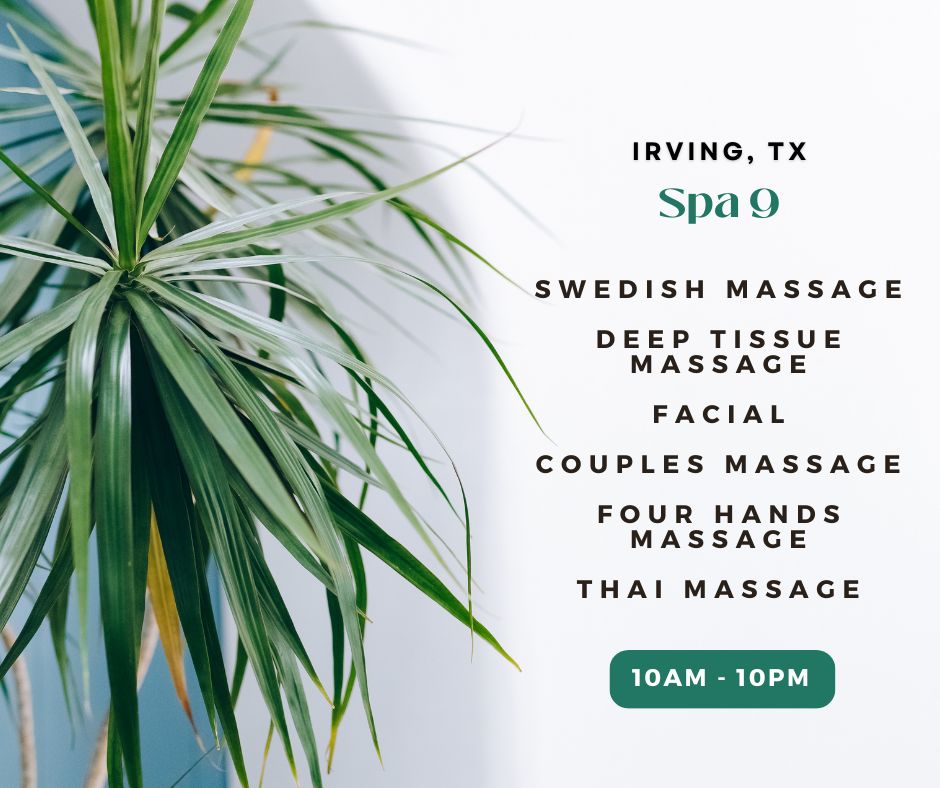 IRVING, TX
Spa 9
SWEDISH MASSAGE
DEEP TISSUE
MASSAGE
FACIAL
COUPLES MASSAGE
FOUR HANDS
MASSAGE
THAI MASSAGE
10AM - 10PM